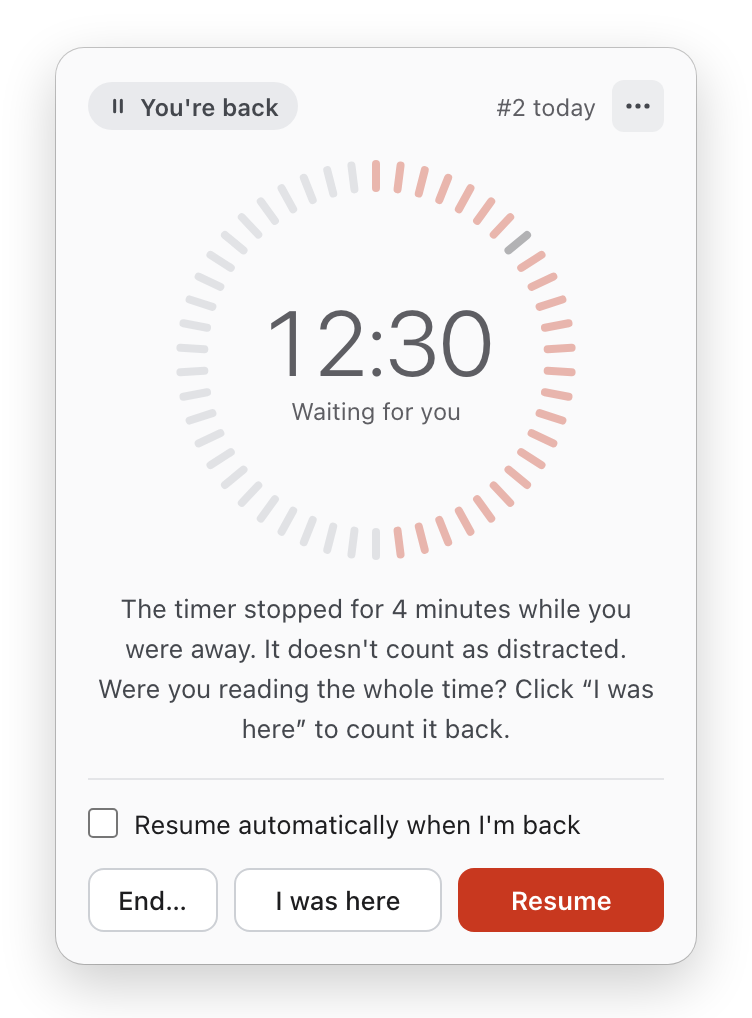 You're back
#2 today
12:30
Waiting for you
The timer stopped for 4 minutes while you
were away. It doesn't count as distracted.
Were you reading the whole time? Click “I was
here” to count it back.
Resume automatically when I'm back
End...
I was here
Resume